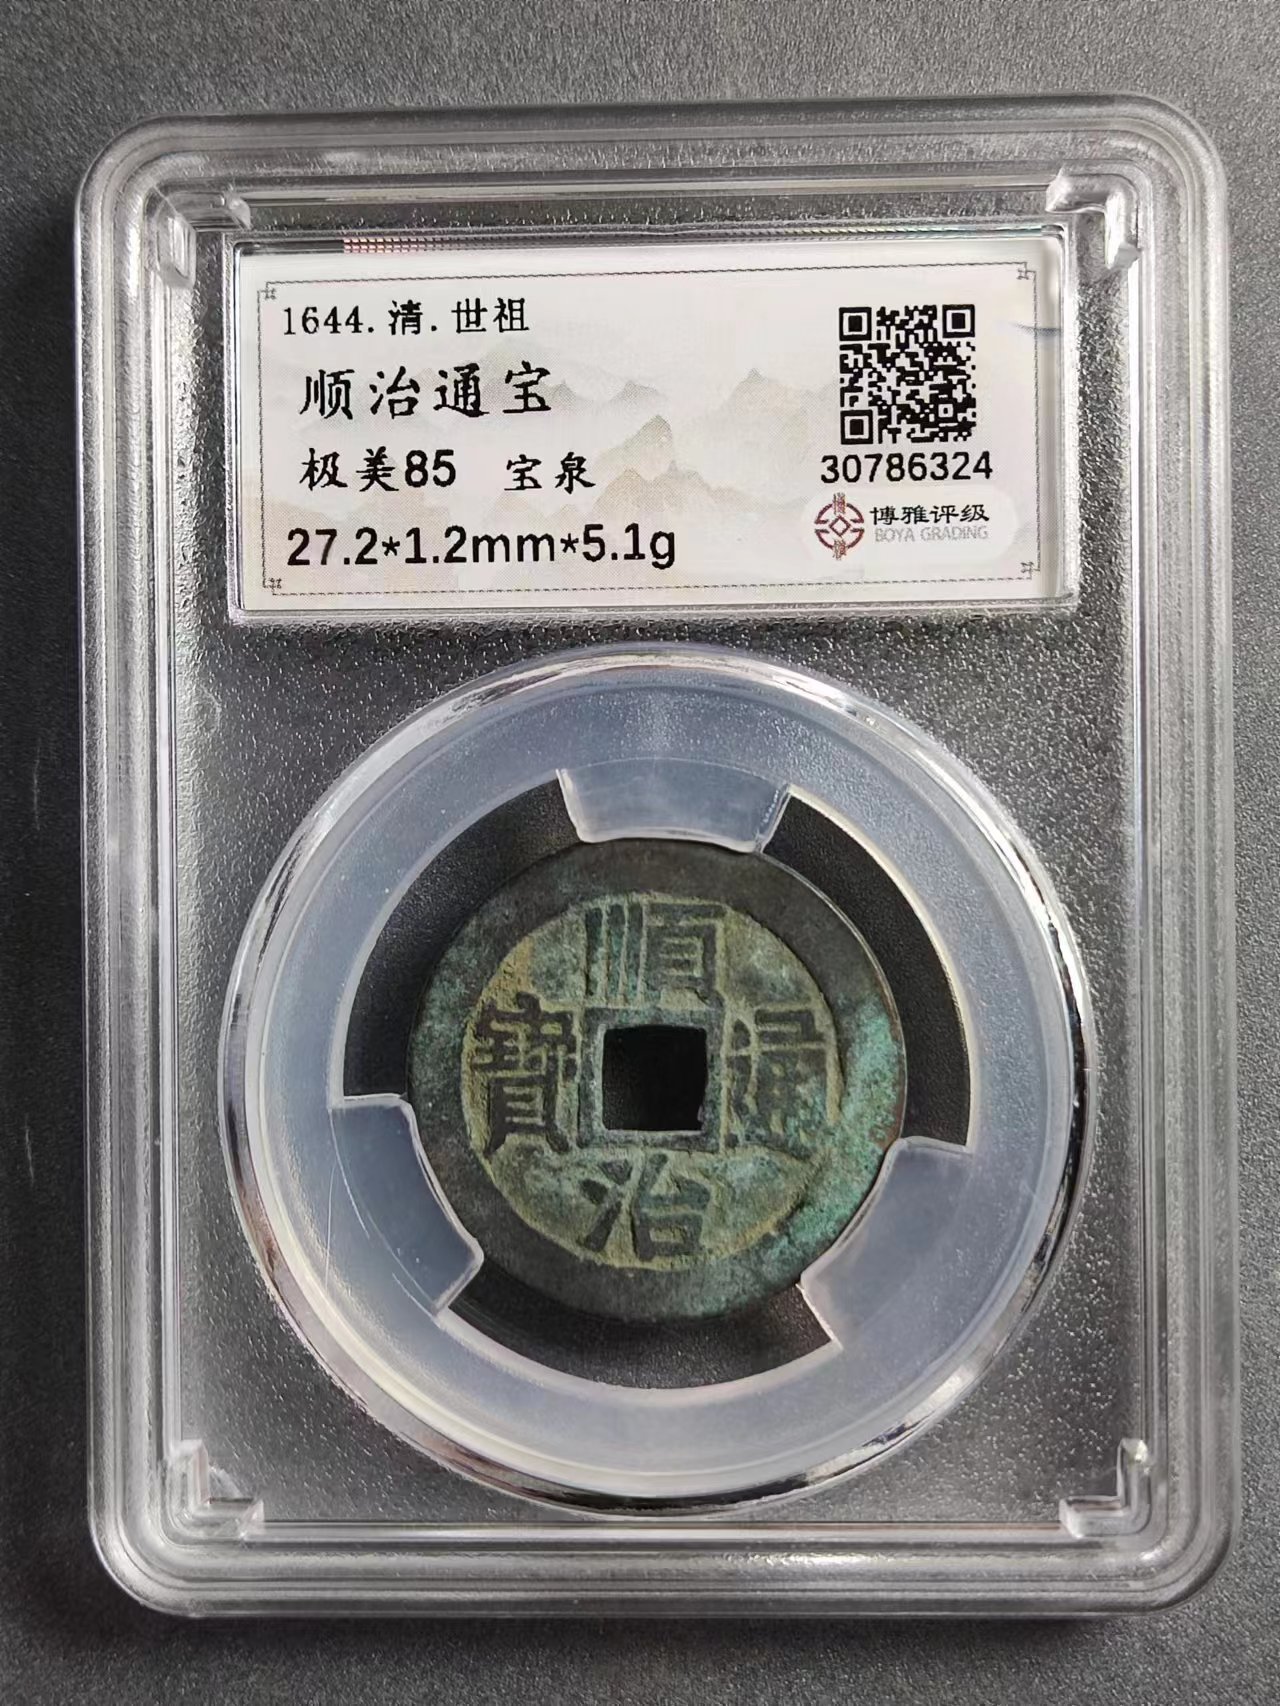 1644.清.世祖
顺治通宝
极美85 宝泉
27.2*1.2mm*5.1g
30786324
博雅评级
BOYA GRADING
順治通寶